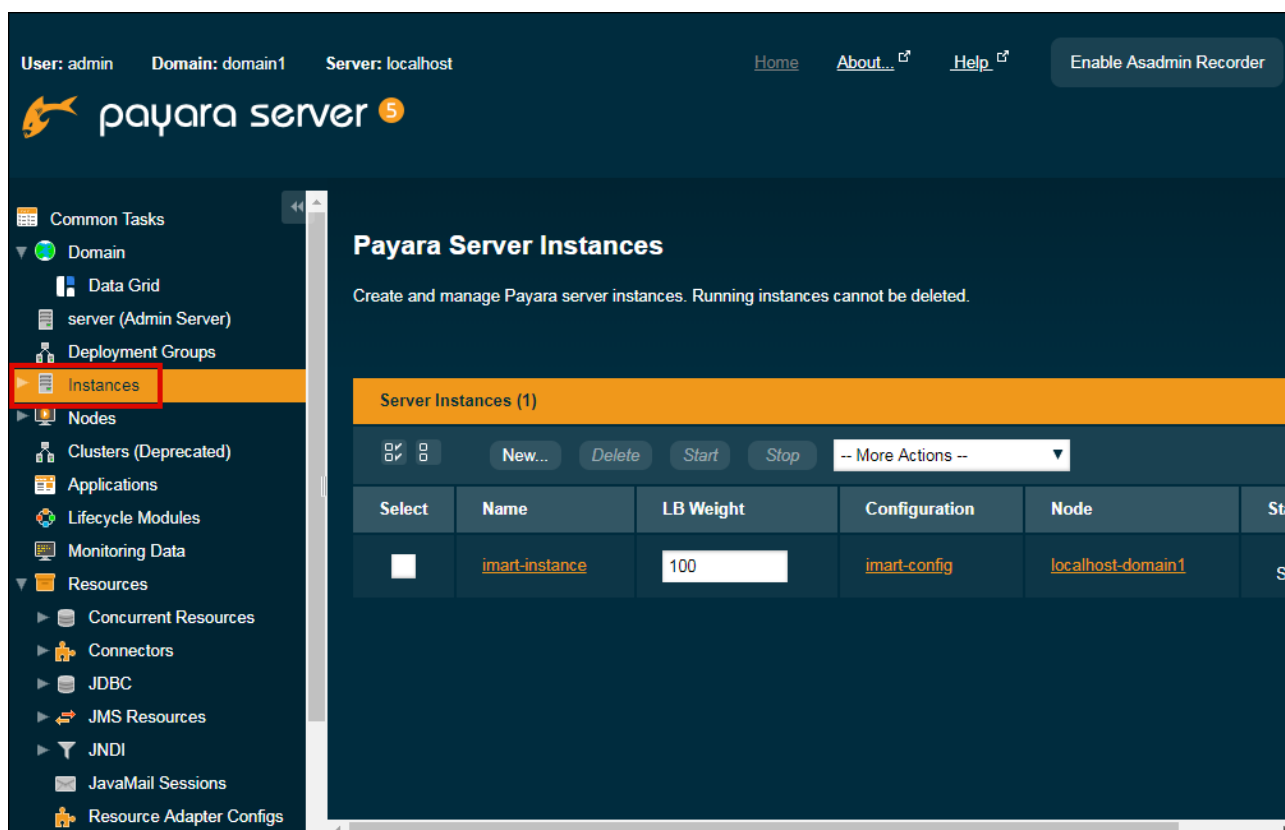 User: admin Domain: domain1 Server: localhost Home About... Help Enable Asadmin Recorder
payara server 5
Common Tasks
Domain
Data Grid
server (Admin Server)
Deployment Groups
Instances
Nodes
Clusters (Deprecated)
Applications
Lifecycle Modules
Monitoring Data
Resources
Concurrent Resources
Connectors
JDBC
JMS Resources
JNDI
JavaMail Sessions
Resource Adapter Configs
Payara Server Instances
Create and manage Payara server instances. Running instances cannot be deleted.
Server Instances (1)
New... Delete Start Stop -- More Actions --
Select Name LB Weight Configuration Node
imart-instance 100 imart-config localhost-domain1